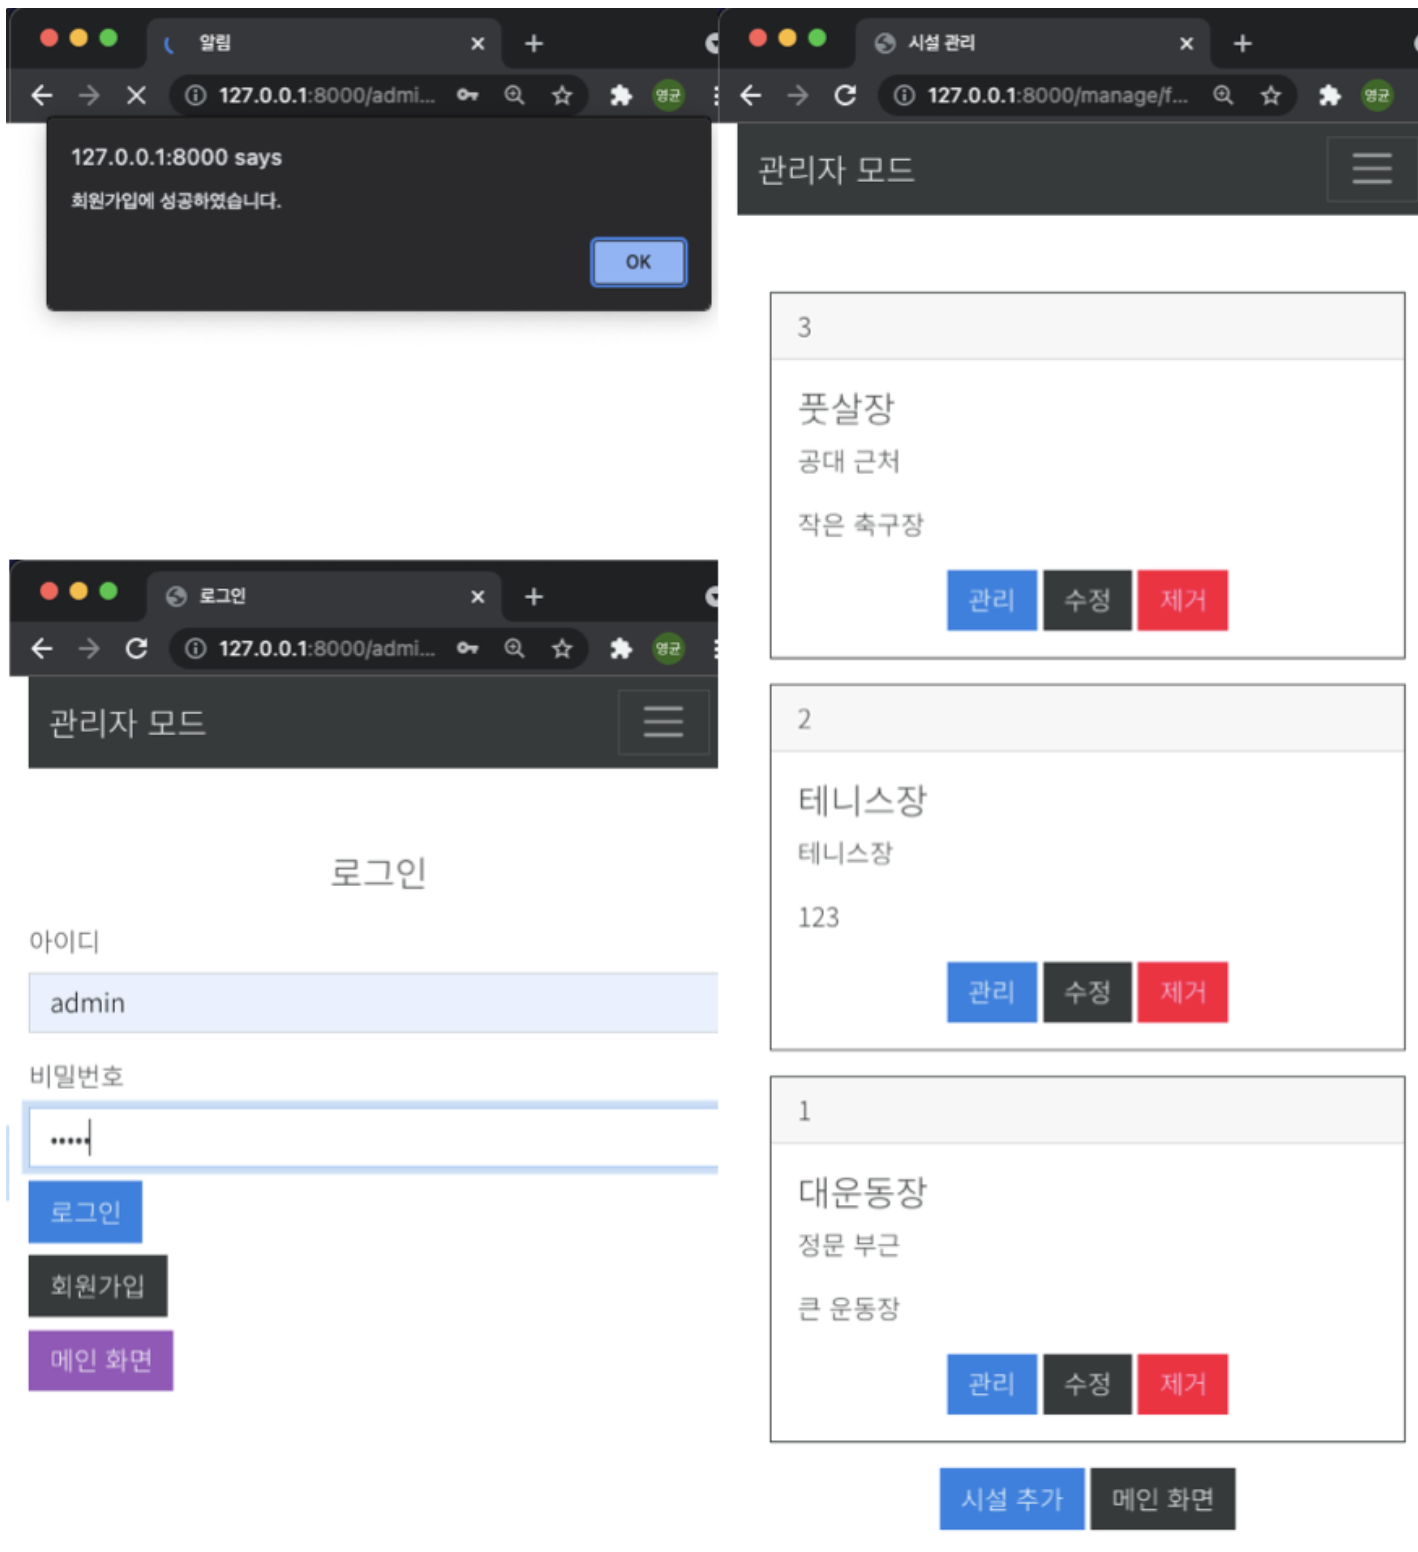 알림
127.0.0.1:8000/admi...
영균
127.0.0.1:8000 says
회원가입에 성공하였습니다.
OK
로그인
127.0.0.1:8000/admi...
영균
관리자 모드
로그인
아이디
admin
비밀번호
•••••
로그인
회원가입
메인 화면
시설 관리
127.0.0.1:8000/manage/f...
영균
관리자 모드
3
풋살장
공대 근처
작은 축구장
관리 수정 제거
2
테니스장
테니스장
123
관리 수정 제거
1
대운동장
정문 부근
큰 운동장
관리 수정 제거
시설 추가 메인 화면